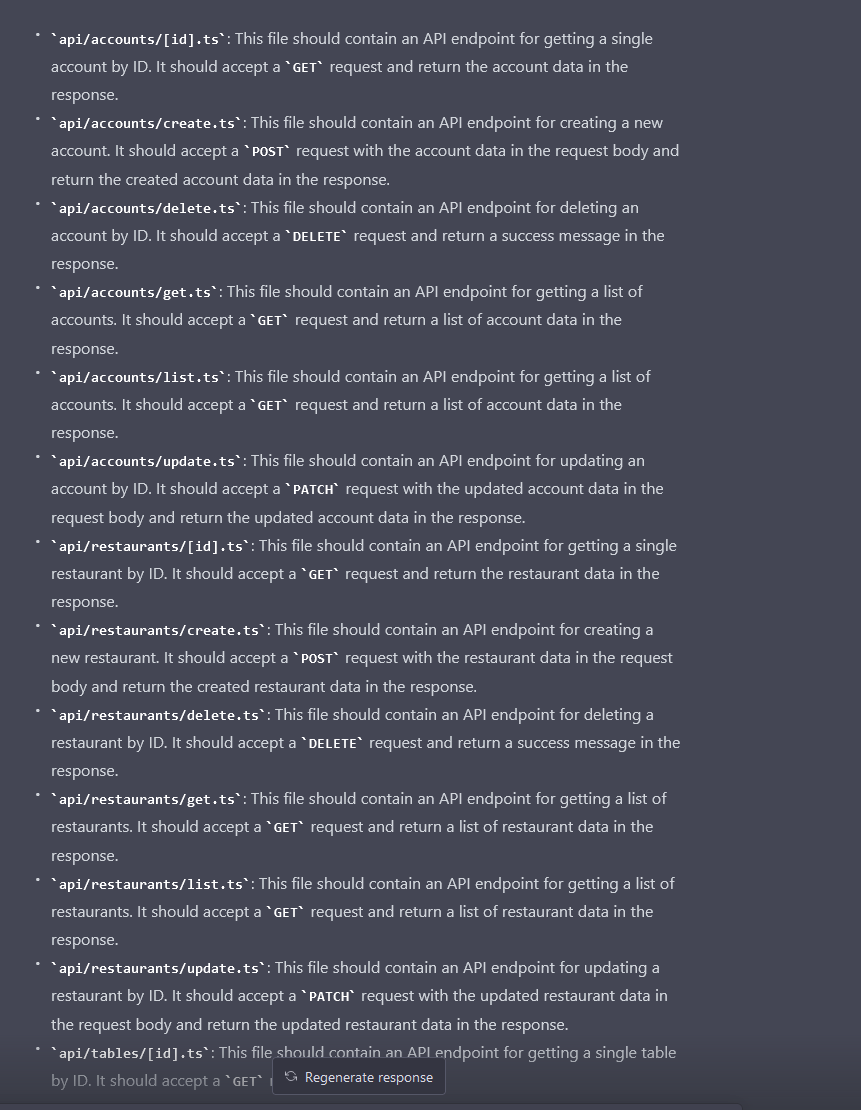 • `api/accounts/[id].ts`: This file should contain an API endpoint for getting a single
account by ID. It should accept a `GET` request and return the account data in the
response.
• `api/accounts/create.ts`: This file should contain an API endpoint for creating a new
account. It should accept a `POST` request with the account data in the request body and
return the created account data in the response.
• `api/accounts/delete.ts`: This file should contain an API endpoint for deleting an
account by ID. It should accept a `DELETE` request and return a success message in the
response.
• `api/accounts/get.ts`: This file should contain an API endpoint for getting a list of
accounts. It should accept a `GET` request and return a list of account data in the
response.
• `api/accounts/list.ts`: This file should contain an API endpoint for getting a list of
accounts. It should accept a `GET` request and return a list of account data in the
response.
• `api/accounts/update.ts`: This file should contain an API endpoint for updating an
account by ID. It should accept a `PATCH` request with the updated account data in the
request body and return the updated account data in the response.
• `api/restaurants/[id].ts`: This file should contain an API endpoint for getting a single
restaurant by ID. It should accept a `GET` request and return the restaurant data in the
response.
• `api/restaurants/create.ts`: This file should contain an API endpoint for creating a
new restaurant. It should accept a `POST` request with the restaurant data in the request
body and return the created restaurant data in the response.
• `api/restaurants/delete.ts`: This file should contain an API endpoint for deleting a
restaurant by ID. It should accept a `DELETE` request and return a success message in the
response.
• `api/restaurants/get.ts`: This file should contain an API endpoint for getting a list of
restaurants. It should accept a `GET` request and return a list of restaurant data in the
response.
• `api/restaurants/list.ts`: This file should contain an API endpoint for getting a list of
restaurants. It should accept a `GET` request and return a list of restaurant data in the
response.
• `api/restaurants/update.ts`: This file should contain an API endpoint for updating a
restaurant by ID. It should accept a `PATCH` request with the updated restaurant data in
the request body and return the updated restaurant data in the response.
• `api/tables/[id].ts`: This file should contain an API endpoint for getting a single table
by ID. It should accept a `GET`
Regenerate response